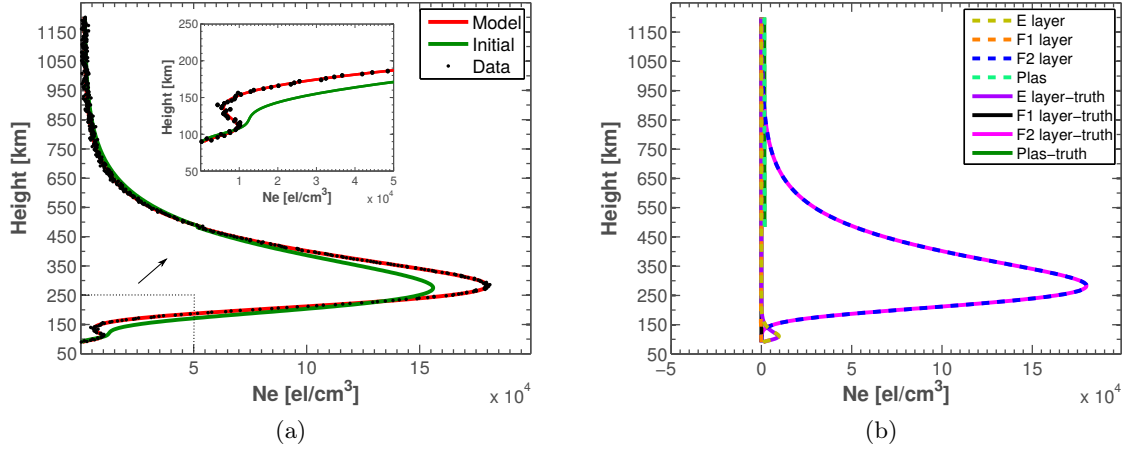 1150
1050
950
850
750
650
550
450
350
250
150
50
Height [km]
5
10
15
Ne [el/cm³]
x 10⁴
250
200
150
100
50
Height [km]
1
2
3
4
5
Ne [el/cm³]
x 10⁴
Model
Initial
Data
(a)
1150
1050
950
850
750
650
550
450
350
250
150
50
Height [km]
−5
0
5
10
15
Ne [el/cm³]
x 10⁴
E layer
F1 layer
F2 layer
Plas
E layer−truth
F1 layer−truth
F2 layer−truth
Plas−truth
(b)